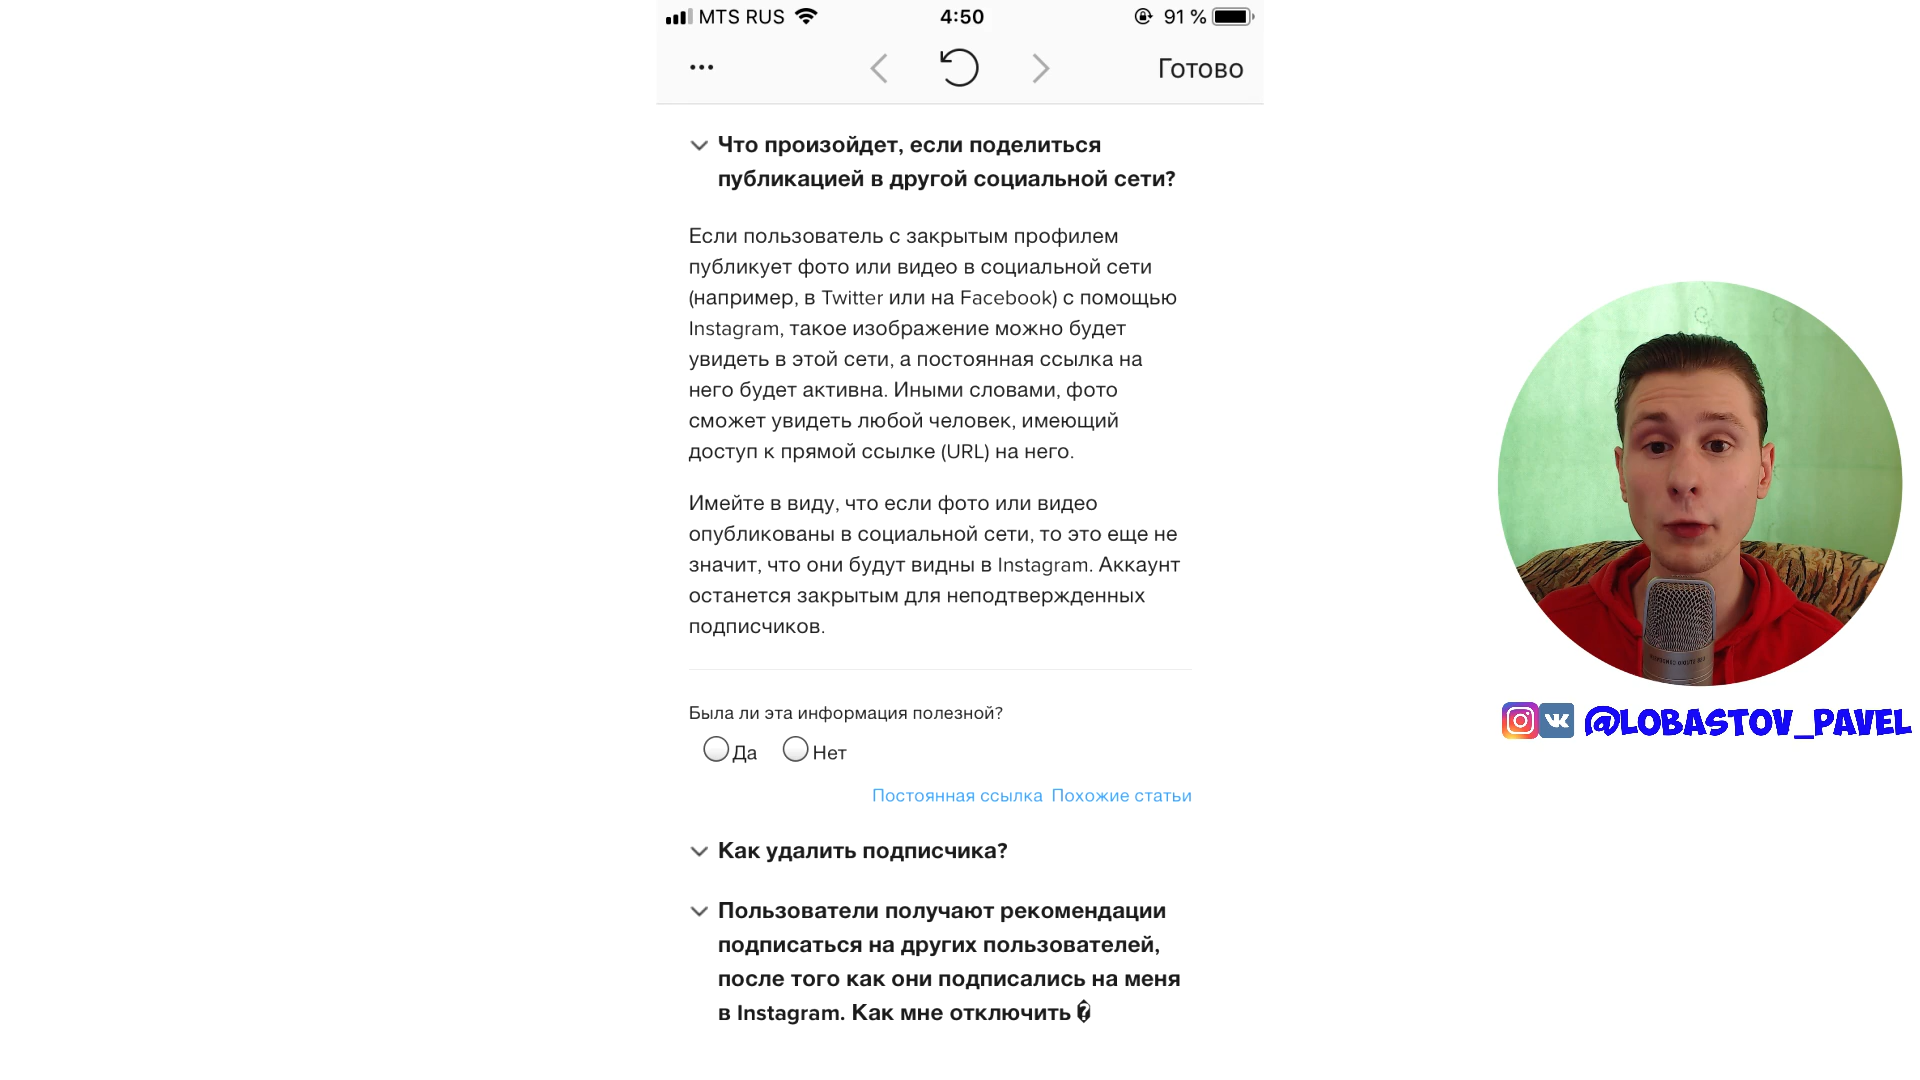 MTS RUS 4:50 91 %
... Готово
Что произойдет, если поделиться
публикацией в другой социальной сети?
Если пользователь с закрытым профилем
публикует фото или видео в социальной сети
(например, в Twitter или на Facebook) с помощью
Instagram, такое изображение можно будет
увидеть в этой сети, а постоянная ссылка на
него будет активна. Иными словами, фото
сможет увидеть любой человек, имеющий
доступ к прямой ссылке (URL) на него.
Имейте в виду, что если фото или видео
опубликованы в социальной сети, то это еще не
значит, что они будут видны в Instagram. Аккаунт
останется закрытым для неподтвержденных
подписчиков.
Была ли эта информация полезной?
Да Нет
Постоянная ссылка Похожие статьи
Как удалить подписчика?
Пользователи получают рекомендации
подписаться на других пользователей,
после того как они подписались на меня
в Instagram. Как мне отключить �
@LOBASTOV_PAVEL